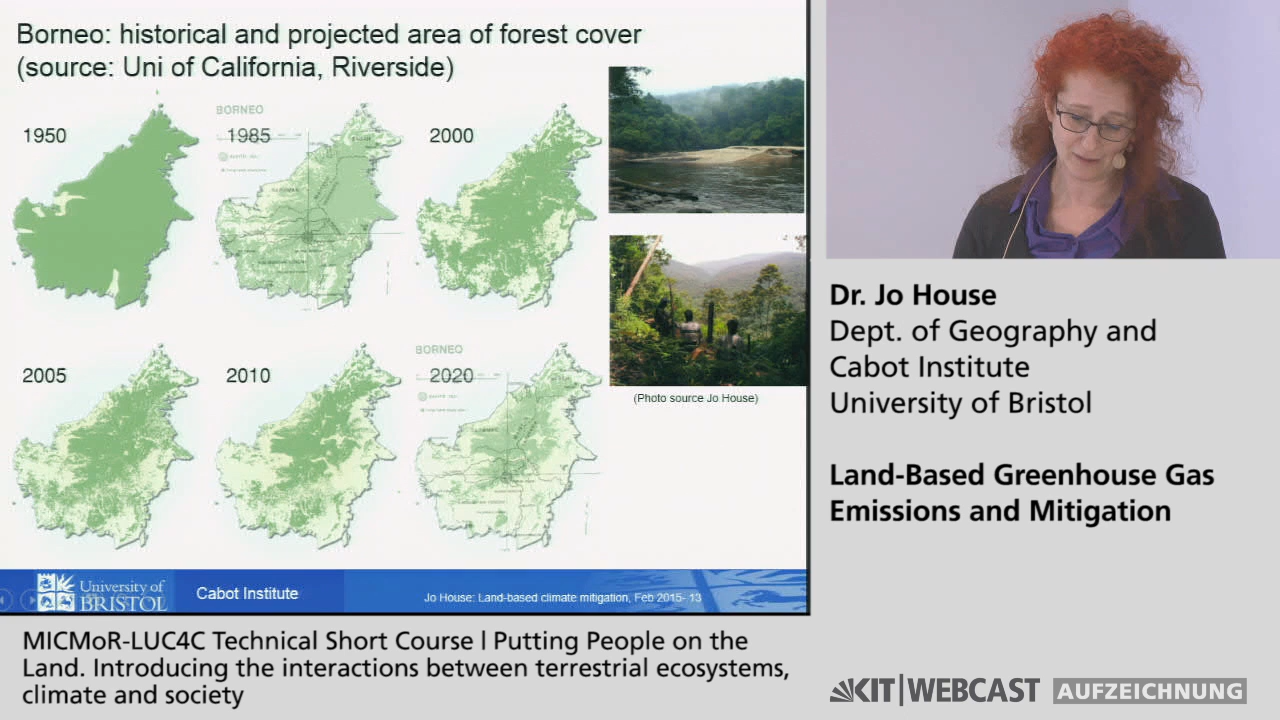 Borneo: historical and projected area of forest cover
(source: Uni of California, Riverside)
1950
BORNEO
1985
2000
2005
2010
BORNEO
2020
(Photo source Jo House)
University of
BRISTOL
Cabot Institute
Jo House: Land-based climate mitigation, Feb 2015- 13
Dr. Jo House
Dept. of Geography and
Cabot Institute
University of Bristol
Land-Based Greenhouse Gas
Emissions and Mitigation
MICMoR-LUC4C Technical Short Course | Putting People on the
Land. Introducing the interactions between terrestrial ecosystems,
climate and society
KIT|WEBCAST AUFZEICHNUNG